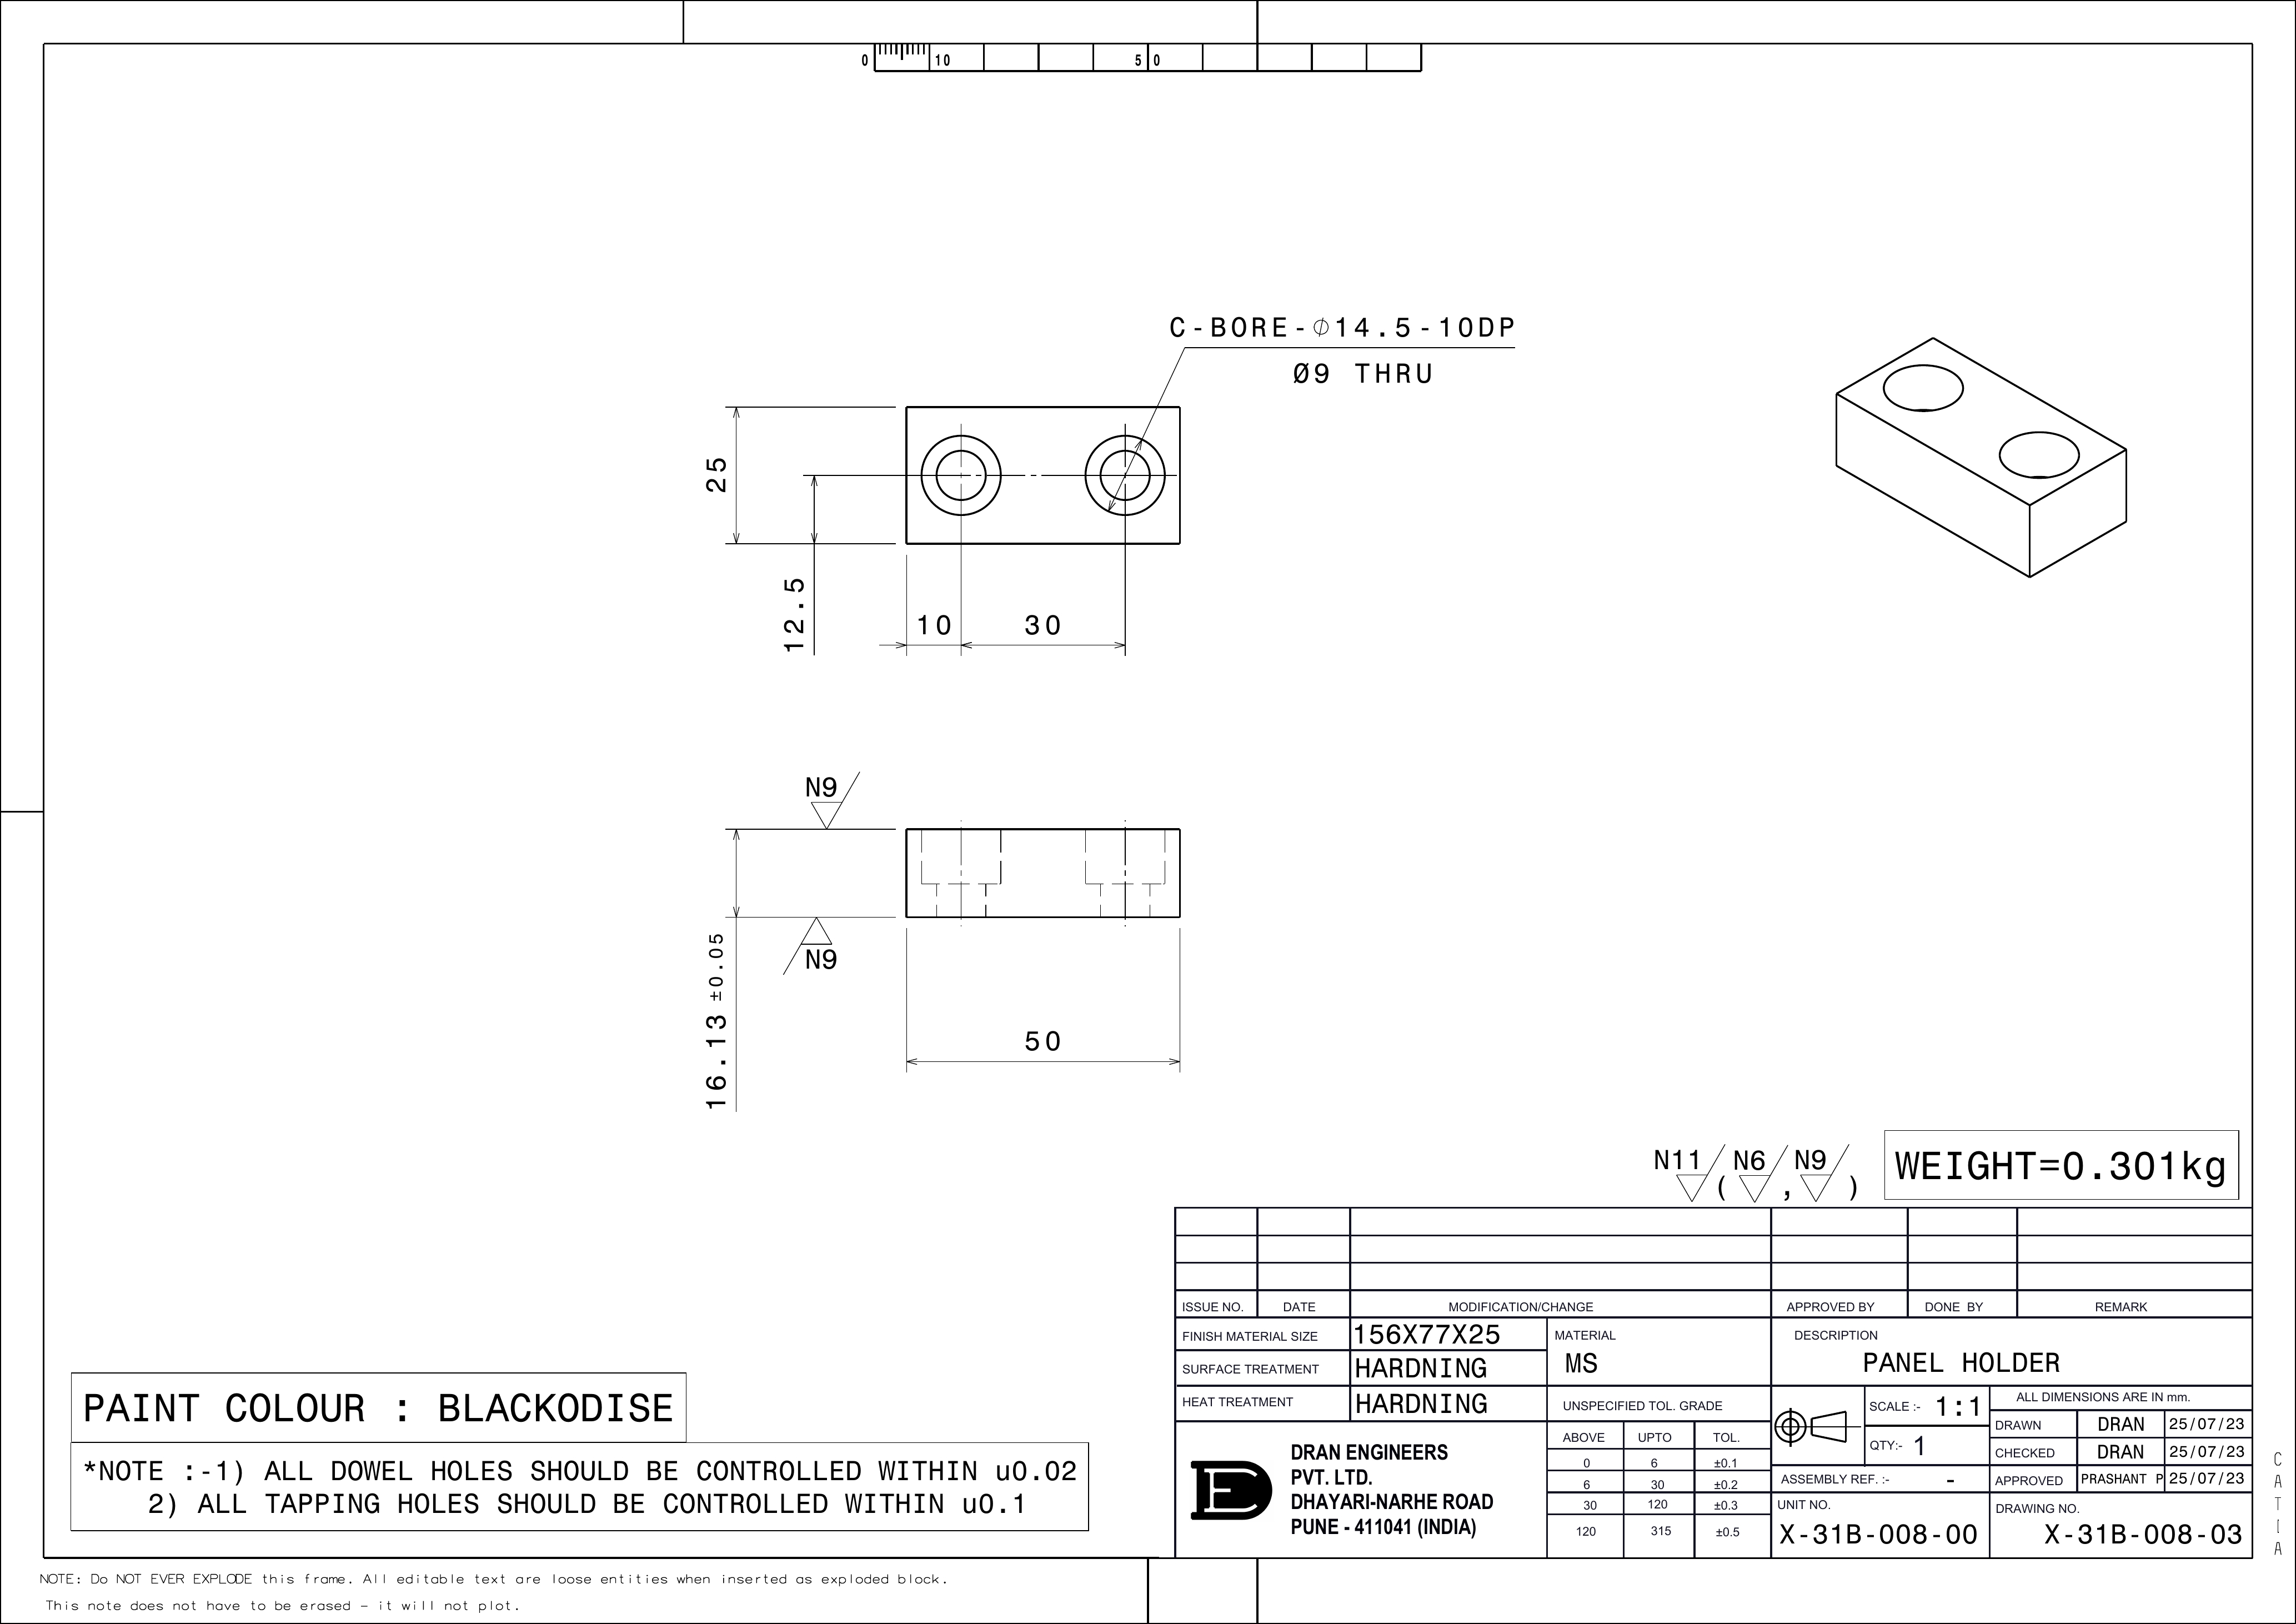 0 10 50
C-BORE-⌀14.5-10DP
Ø9 THRU
25
12.5
10 30
N9
N9
16.13 ±0.05
50
N11 ( N6 , N9 )
WEIGHT=0.301kg
ISSUE NO. DATE MODIFICATION/CHANGE APPROVED BY DONE BY REMARK
FINISH MATERIAL SIZE 156X77X25
SURFACE TREATMENT HARDNING
HEAT TREATMENT HARDNING
MATERIAL
MS
DESCRIPTION
PANEL HOLDER
UNSPECIFIED TOL. GRADE
ABOVE UPTO TOL.
0 6 ±0.1
6 30 ±0.2
30 120 ±0.3
120 315 ±0.5
SCALE :- 1:1
QTY:- 1
ALL DIMENSIONS ARE IN mm.
DRAWN DRAN 25/07/23
CHECKED DRAN 25/07/23
APPROVED PRASHANT P 25/07/23
ASSEMBLY REF. :- -
UNIT NO.
X-31B-008-00
DRAWING NO.
X-31B-008-03
E
DRAN ENGINEERS
PVT. LTD.
DHAYARI-NARHE ROAD
PUNE - 411041 (INDIA)
PAINT COLOUR : BLACKODISE
*NOTE :-1) ALL DOWEL HOLES SHOULD BE CONTROLLED WITHIN u0.02
2) ALL TAPPING HOLES SHOULD BE CONTROLLED WITHIN u0.1
CATIA
NOTE: Do NOT EVER EXPLODE this frame. All editable text are loose entities when inserted as exploded block.
This note does not have to be erased - it will not plot.